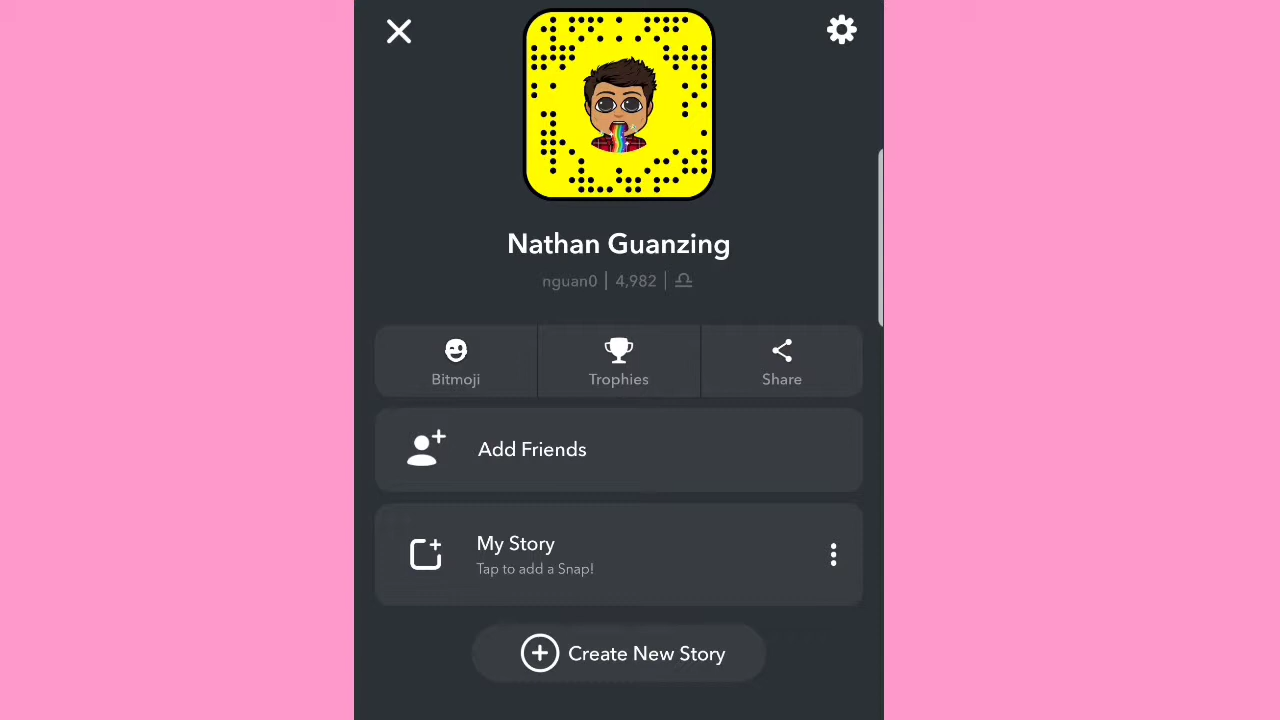 Nathan Guanzing
nguan0 | 4,982 | ♎
Bitmoji
Trophies
Share
Add Friends
My Story
Tap to add a Snap!
Create New Story